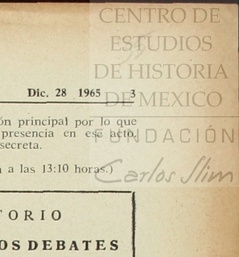 CENTRO DE
ESTUDIOS
DE HISTORIA
DE MEXICO
FUNDACIÓN
Carlos Slim
Dic. 28 1965 3
ón principal por lo que
presencia en ese acto,
secreta.
a las 13:10 horas.)
TORIO
OS DEBATES